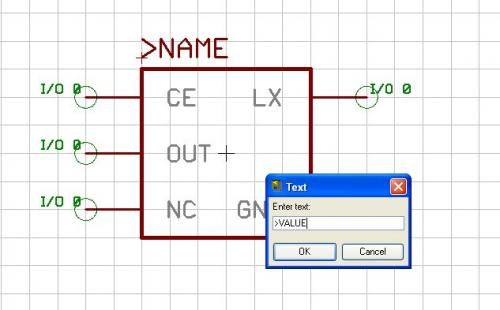 >NAME
I/O 0
CE
LX
I/O 0
I/O 0
OUT
I/O 0
NC
GN
Text
Enter text:
>VALUE
OK
Cancel